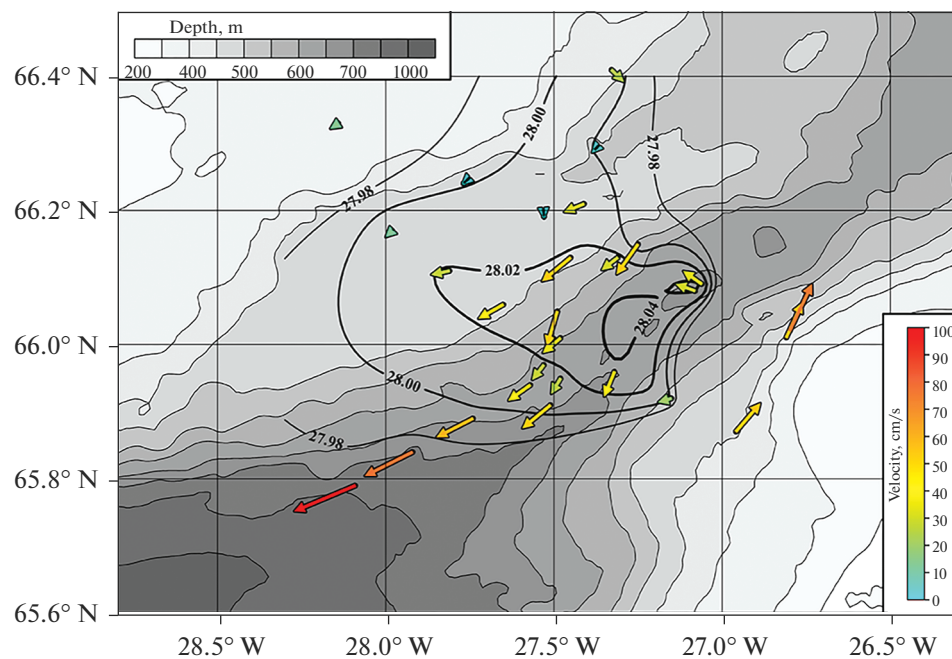 Depth, m
200 400 500 600 700 1000
66.4° N
66.2° N
66.0° N
65.8° N
65.6° N
28.5° W 28.0° W 27.5° W 27.0° W 26.5° W
28.00
27.98
27.98
28.02
28.04
28.00
27.98
Velocity, cm/s
100
90
80
70
60
50
40
30
20
10
0